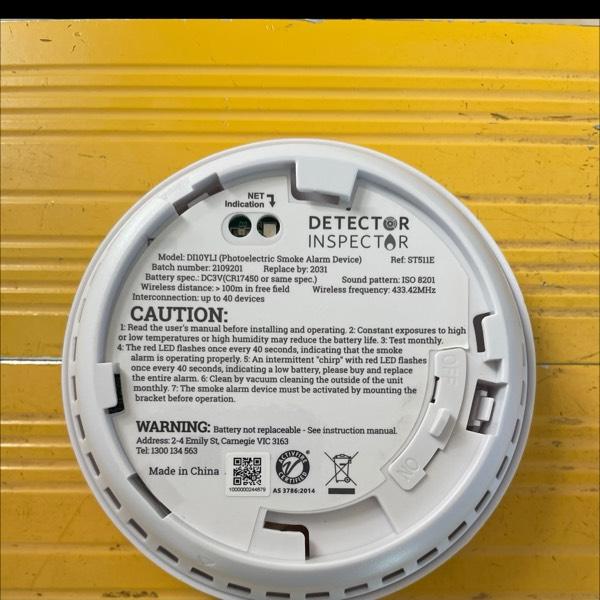 NET
Indication
DETECTOR
INSPECTOR
Model: DI10YLI (Photoelectric Smoke Alarm Device) Ref: ST511E
Batch number: 2109201 Replace by: 2031
Battery spec.: DC3V(CR17450 or same spec.) Sound pattern: ISO 8201
Wireless distance: > 100m in free field Wireless frequency: 433.42MHz
Interconnection: up to 40 devices
CAUTION:
1: Read the user's manual before installing and operating. 2: Constant exposures to high
or low temperatures or high humidity may reduce the battery life. 3: Test monthly.
4: The red LED flashes once every 40 seconds, indicating that the smoke
alarm is operating properly. 5: An intermittent "chirp" with red LED flashes
once every 40 seconds, indicating a low battery, please buy and replace
the entire alarm. 6: Clean by vacuum cleaning the outside of the unit
monthly. 7: The smoke alarm device must be activated by mounting the
bracket before operation.
OFF
WARNING: Battery not replaceable - See instruction manual.
Address: 2-4 Emily St, Carnegie VIC 3163
Tel: 1300 134 563
Made in China
ACTIVFIRE
CERTIFIED
ON
1000000244879
AS 3786:2014